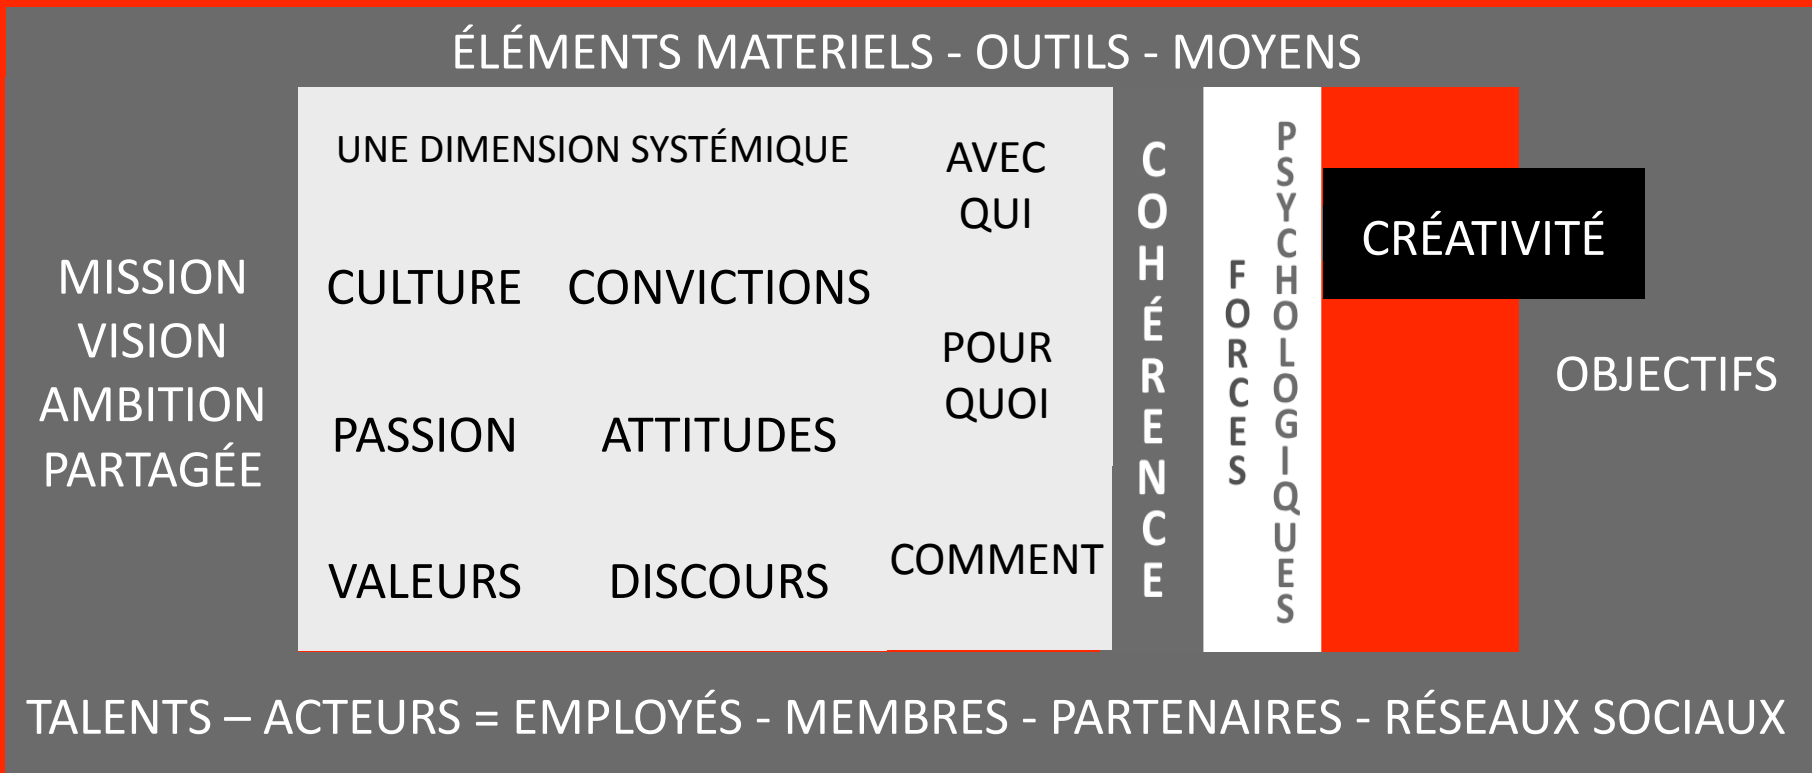 ÉLÉMENTS MATERIELS - OUTILS - MOYENS
MISSION
VISION
AMBITION
PARTAGÉE
UNE DIMENSION SYSTÉMIQUE
CULTURE CONVICTIONS
PASSION ATTITUDES
VALEURS DISCOURS
AVEC
QUI
POUR
QUOI
COMMENT
COHÉRENCE
FORCES
PSYCHOLOGIQUES
CRÉATIVITÉ
OBJECTIFS
TALENTS – ACTEURS = EMPLOYÉS - MEMBRES - PARTENAIRES - RÉSEAUX SOCIAUX